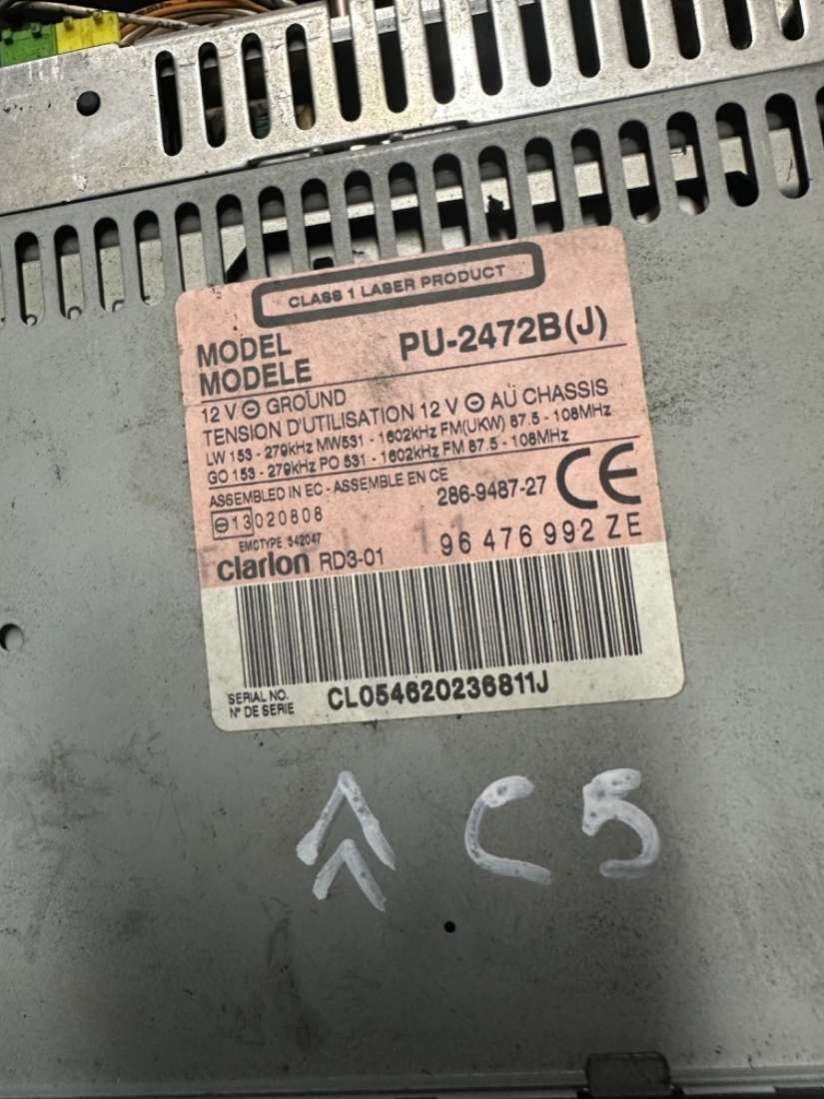 CLASS 1 LASER PRODUCT
MODEL
MODELE
PU-2472B(J)
12 V ⊖ GROUND
TENSION D'UTILISATION 12 V ⊖ AU CHASSIS
LW 153 - 279kHz MW531 - 1602kHz FM(UKW) 87.5 - 108MHz
GO 153 - 279kHz PO 531 - 1602kHz FM 87.5 - 108MHz
ASSEMBLED IN EC - ASSEMBLE EN CE
286-9487-27
CE
e13 020808
EMCTYPE 542047
96 476 992 ZE
clarion RD3-01
SERIAL NO.
N° DE SERIE
CL054620236811J
C5